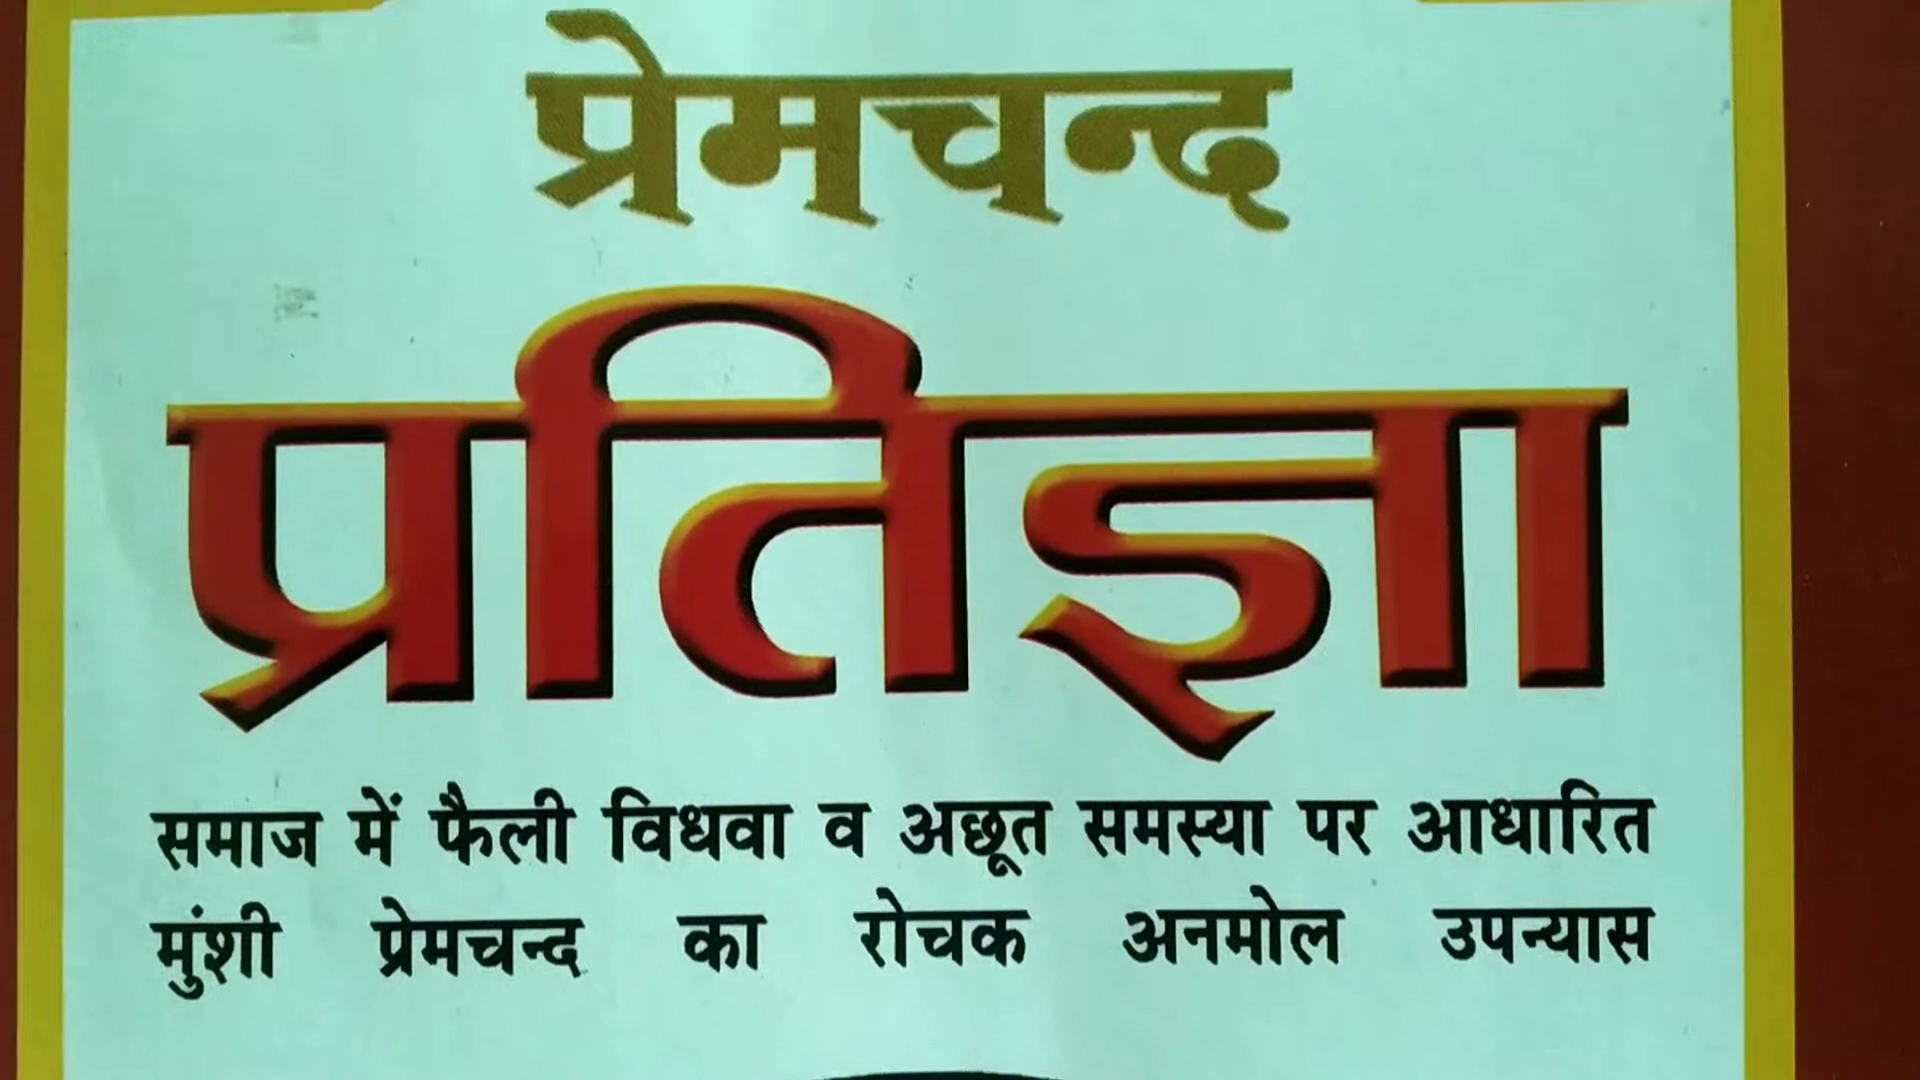 प्रेमचन्द
प्रतिज्ञा
समाज में फैली विधवा व अछूत समस्या पर आधारित
मुंशी प्रेमचन्द का रोचक अनमोल उपन्यास